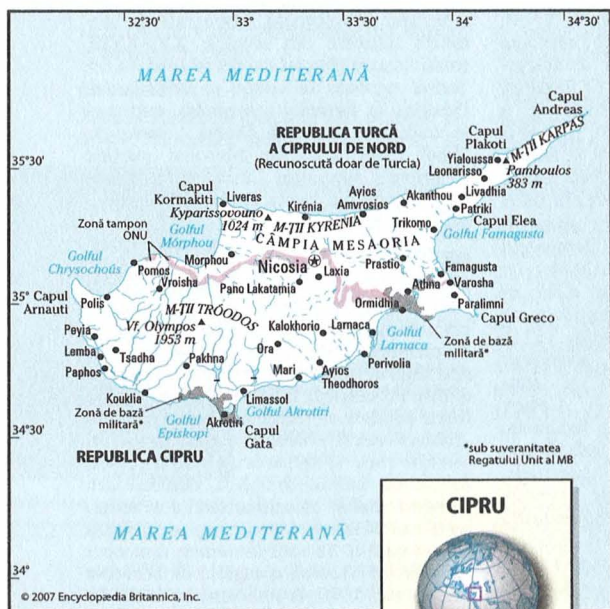 32°30' 33° 33°30' 34° 34°30'
MAREA MEDITERANĂ
Capul
Andreas
REPUBLICA TURCĂ
A CIPRULUI DE NORD
(Recunoscută doar de Turcia)
Capul
Plakoti
M-ȚII KARPAS
Yialoussa
Leonarisso
Pamboulos
383 m
35°30'
Capul
Kormakiti
Liveras
Kyparissovouno
1024 m
Kirénia
M-ȚII KYRENIA
Ayios
Amvrosios
Akanthou
Livadhia
Patriki
Capul Elea
Zonă tampon
ONU
Golful
Mórphou
CÂMPIA MESAORIA
Trikomo
Golful Famagusta
Golful
Chrysochoûs
Morphou
Nicosia
Prastio
Famagusta
Pomos
Vroisha
Pano Lakatamia
Laxia
Athna
Varosha
35°
Capul
Arnauti
Polis
Ormidhia
Paralimni
Capul Greco
M-ȚII TRÓODOS
Vf. Olympos
1953 m
Kalokhorio
Larnaca
Golful
Larnaca
Zonă de bază
militară*
Peyia
Lemba
Tsadha
Paphos
Pakhna
Ora
Mari
Ayios
Theodhoros
Perivolia
Kouklia
Zonă de bază
militară*
Limassol
Golful
Episkopi
Akrotiri
Golful Akrotiri
Capul
Gata
34°30'
REPUBLICA CIPRU
*sub suveranitatea
Regatului Unit al MB
CIPRU
MAREA MEDITERANĂ
34°
© 2007 Encyclopædia Britannica, Inc.